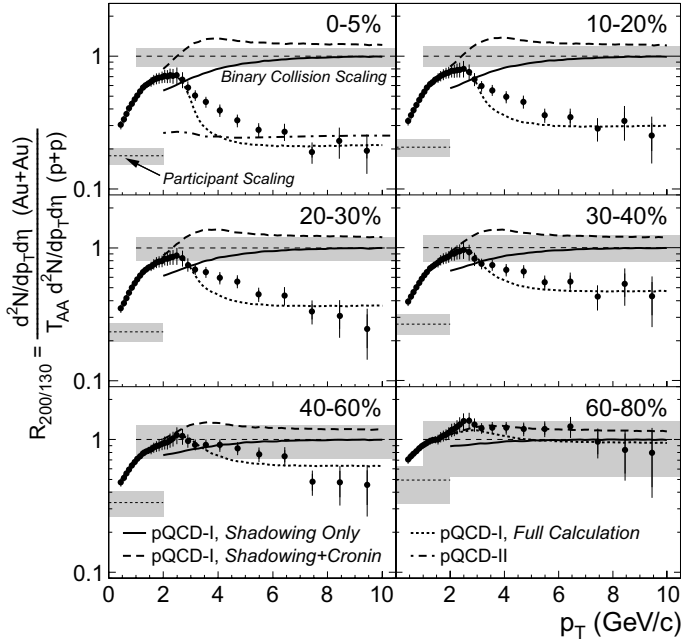 R200/130 = d²N/dpTdη (Au+Au) / TAA d²N/dpTdη (p+p)
0-5%
10-20%
1
Binary Collision Scaling
Participant Scaling
0.1
20-30%
30-40%
1
0.1
40-60%
60-80%
1
pQCD-I, Shadowing Only
pQCD-I, Shadowing+Cronin
pQCD-I, Full Calculation
pQCD-II
0.1
0 2 4 6 8 10
0 2 4 6 8 10
pT (GeV/c)